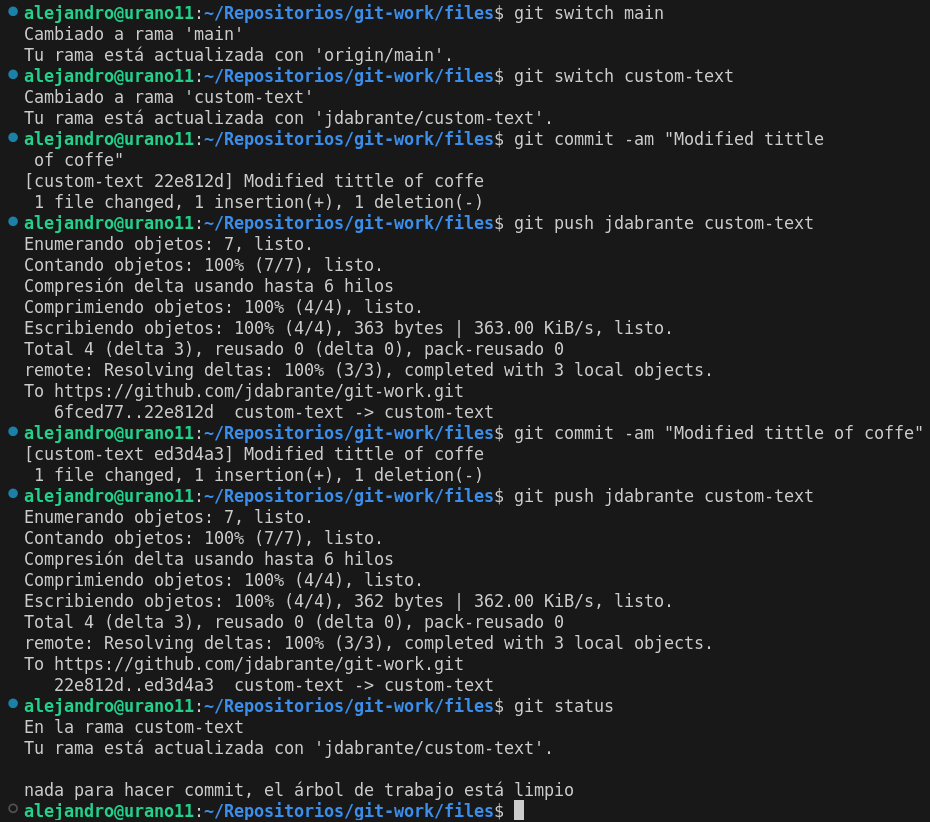 alejandro@urano11:~/Repositorios/git-work/files$ git switch main
Cambiado a rama 'main'
Tu rama está actualizada con 'origin/main'.
alejandro@urano11:~/Repositorios/git-work/files$ git switch custom-text
Cambiado a rama 'custom-text'
Tu rama está actualizada con 'jdabrante/custom-text'.
alejandro@urano11:~/Repositorios/git-work/files$ git commit -am "Modified tittle
 of coffe"
[custom-text 22e812d] Modified tittle of coffe
 1 file changed, 1 insertion(+), 1 deletion(-)
alejandro@urano11:~/Repositorios/git-work/files$ git push jdabrante custom-text
Enumerando objetos: 7, listo.
Contando objetos: 100% (7/7), listo.
Compresión delta usando hasta 6 hilos
Comprimiendo objetos: 100% (4/4), listo.
Escribiendo objetos: 100% (4/4), 363 bytes | 363.00 KiB/s, listo.
Total 4 (delta 3), reusado 0 (delta 0), pack-reusado 0
remote: Resolving deltas: 100% (3/3), completed with 3 local objects.
To https://github.com/jdabrante/git-work.git
   6fced77..22e812d  custom-text -> custom-text
alejandro@urano11:~/Repositorios/git-work/files$ git commit -am "Modified tittle of coffe"
[custom-text ed3d4a3] Modified tittle of coffe
 1 file changed, 1 insertion(+), 1 deletion(-)
alejandro@urano11:~/Repositorios/git-work/files$ git push jdabrante custom-text
Enumerando objetos: 7, listo.
Contando objetos: 100% (7/7), listo.
Compresión delta usando hasta 6 hilos
Comprimiendo objetos: 100% (4/4), listo.
Escribiendo objetos: 100% (4/4), 362 bytes | 362.00 KiB/s, listo.
Total 4 (delta 3), reusado 0 (delta 0), pack-reusado 0
remote: Resolving deltas: 100% (3/3), completed with 3 local objects.
To https://github.com/jdabrante/git-work.git
   22e812d..ed3d4a3  custom-text -> custom-text
alejandro@urano11:~/Repositorios/git-work/files$ git status
En la rama custom-text
Tu rama está actualizada con 'jdabrante/custom-text'.

nada para hacer commit, el árbol de trabajo está limpio
alejandro@urano11:~/Repositorios/git-work/files$